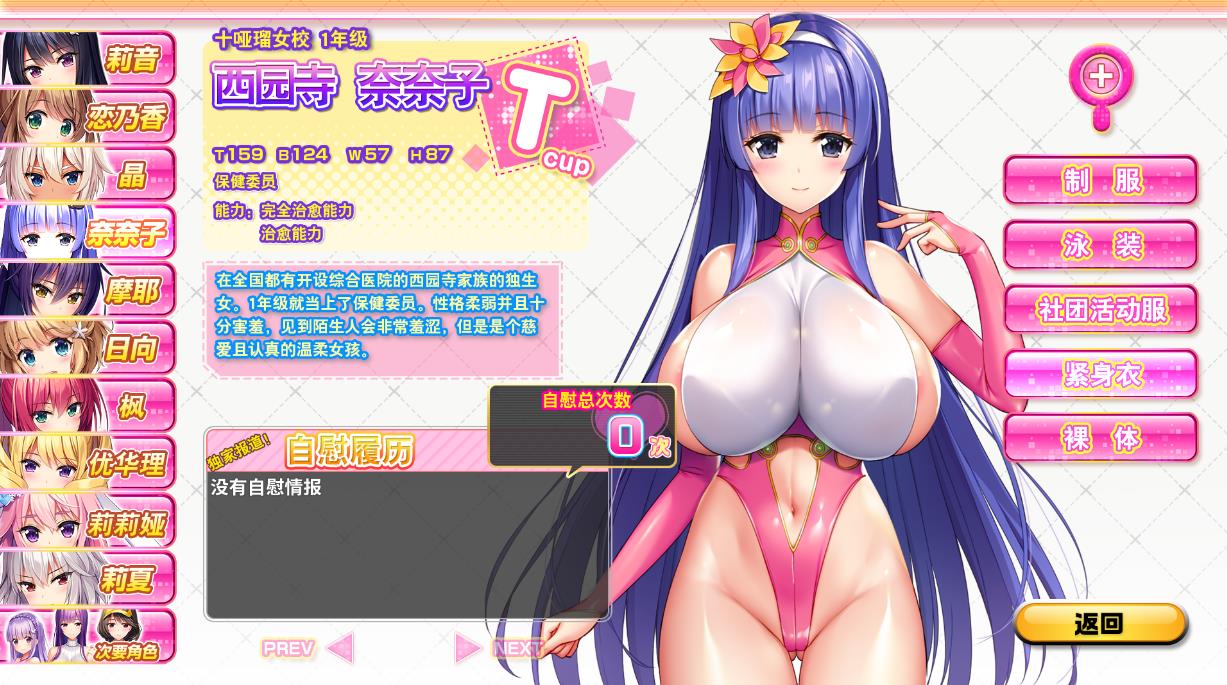 莉音
恋乃香
晶
奈奈子
摩耶
日向
枫
优华理
莉莉娅
莉夏
次要角色
十哑瑠女校 1年级
西园寺 奈奈子
T cup
T159 B124 W57 H87
保健委员
能力：完全治愈能力
治愈能力
在全国都有开设综合医院的西园寺家族的独生
女。1年级就当上了保健委员。性格柔弱并且十
分害羞，见到陌生人会非常羞涩，但是是个慈
爱且认真的温柔女孩。
自慰总次数
0次
独家报道!
自慰履历
没有自慰情报
PREV
NEXT
制 服
泳 装
社团活动服
紧身衣
裸 体
返回